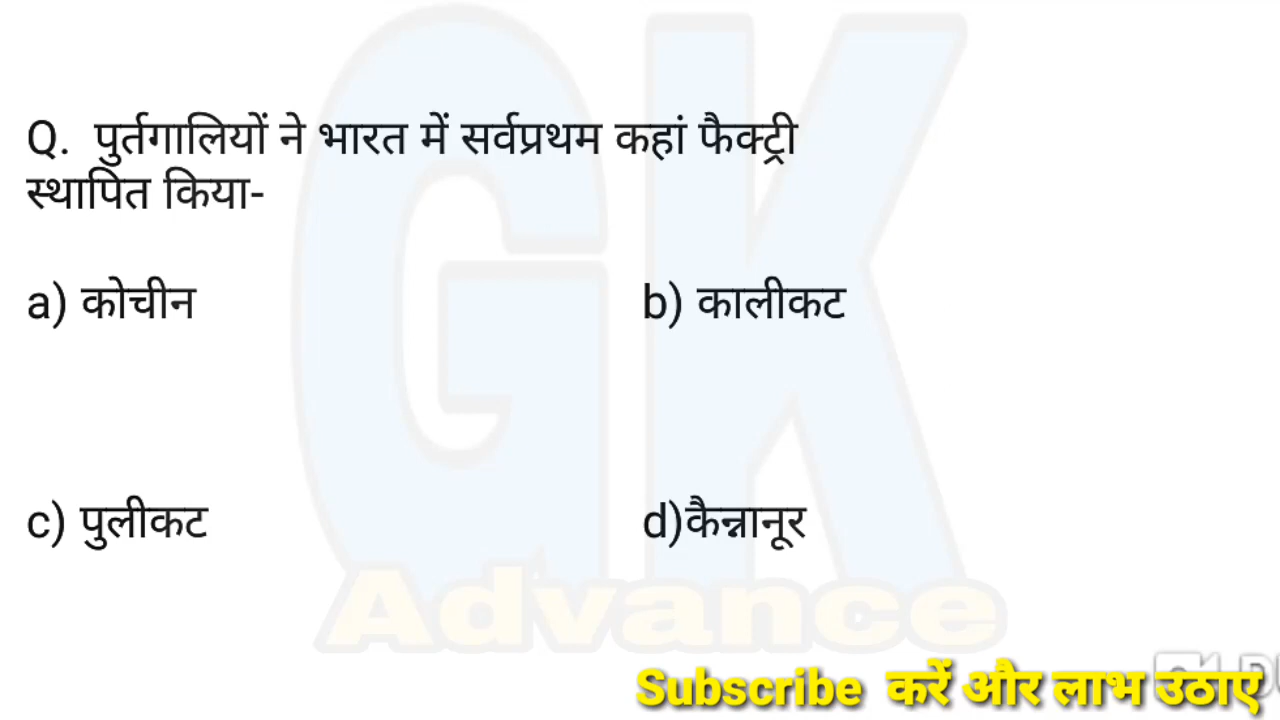 Q. पुर्तगालियों ने भारत में सर्वप्रथम कहां फैक्ट्री
स्थापित किया-
a) कोचीन
b) कालीकट
c) पुलीकट
d)कैन्नानूर
GK
Advance
Subscribe करें और लाभ उठाए